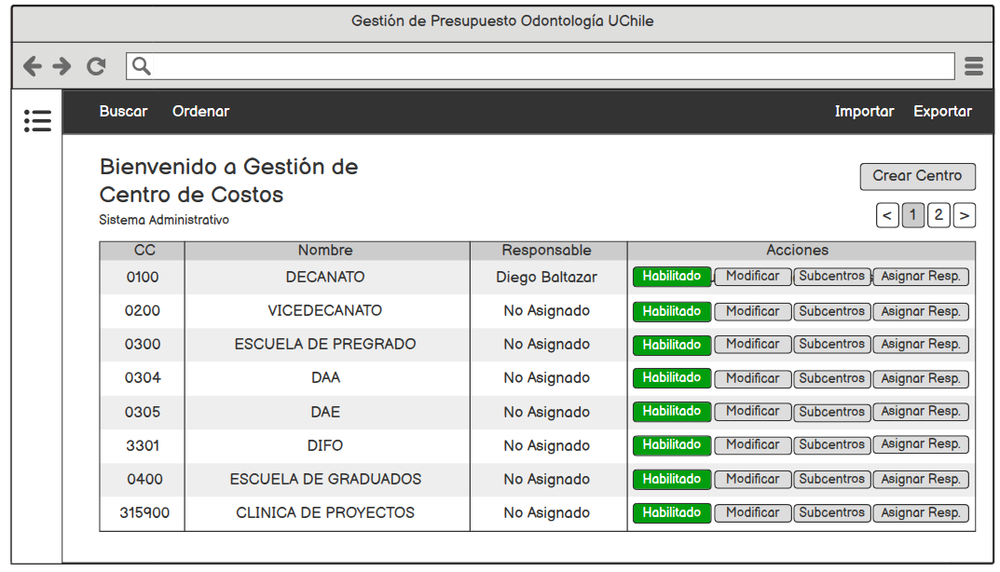 Gestión de Presupuesto Odontología UChile
Buscar Ordenar Importar Exportar
Bienvenido a Gestión de
Centro de Costos
Sistema Administrativo
Crear Centro
< 1 2 >
CC Nombre Responsable Acciones
0100 DECANATO Diego Baltazar Habilitado Modificar Subcentros Asignar Resp.
0200 VICEDECANATO No Asignado Habilitado Modificar Subcentros Asignar Resp.
0300 ESCUELA DE PREGRADO No Asignado Habilitado Modificar Subcentros Asignar Resp.
0304 DAA No Asignado Habilitado Modificar Subcentros Asignar Resp.
0305 DAE No Asignado Habilitado Modificar Subcentros Asignar Resp.
3301 DIFO No Asignado Habilitado Modificar Subcentros Asignar Resp.
0400 ESCUELA DE GRADUADOS No Asignado Habilitado Modificar Subcentros Asignar Resp.
315900 CLINICA DE PROYECTOS No Asignado Habilitado Modificar Subcentros Asignar Resp.